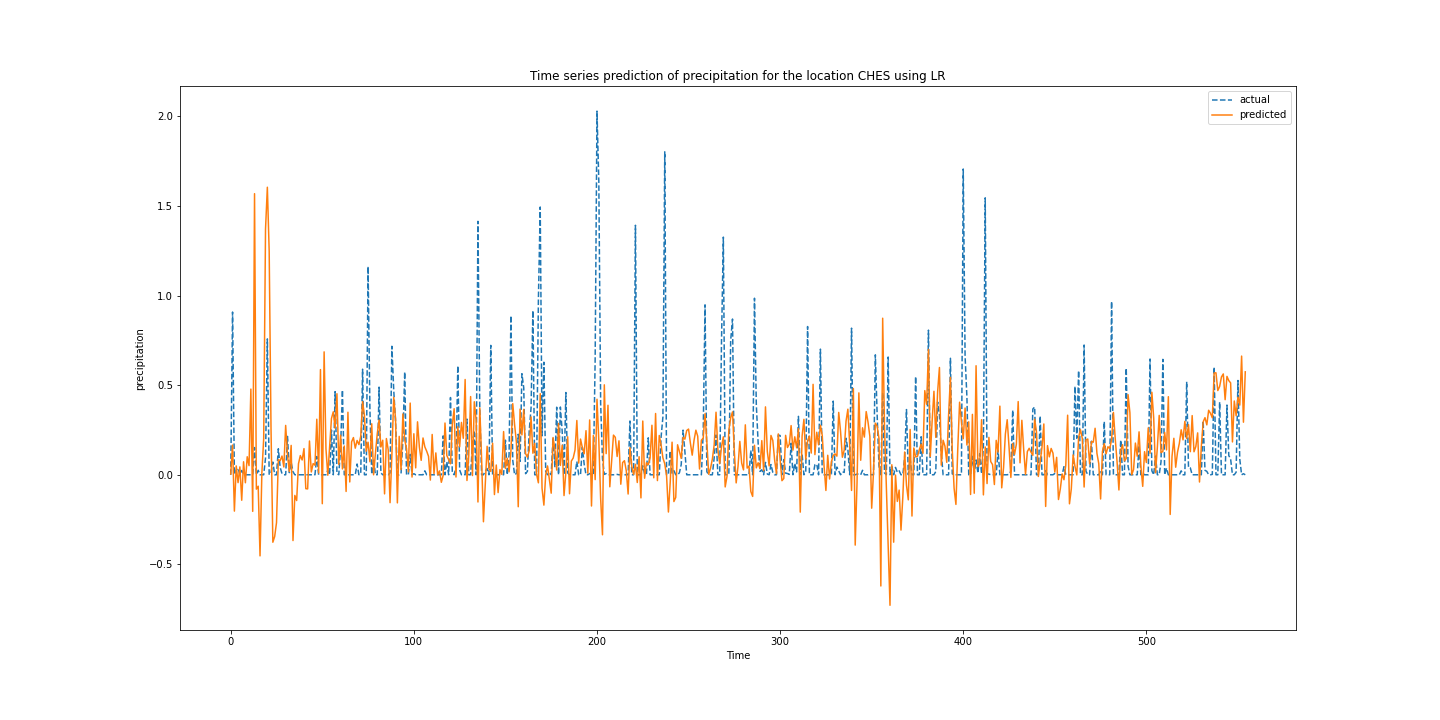 Time series prediction of precipitation for the location CHES using LR
actual
predicted
2.0
1.5
1.0
0.5
0.0
−0.5
precipitation
0 100 200 300 400 500
Time